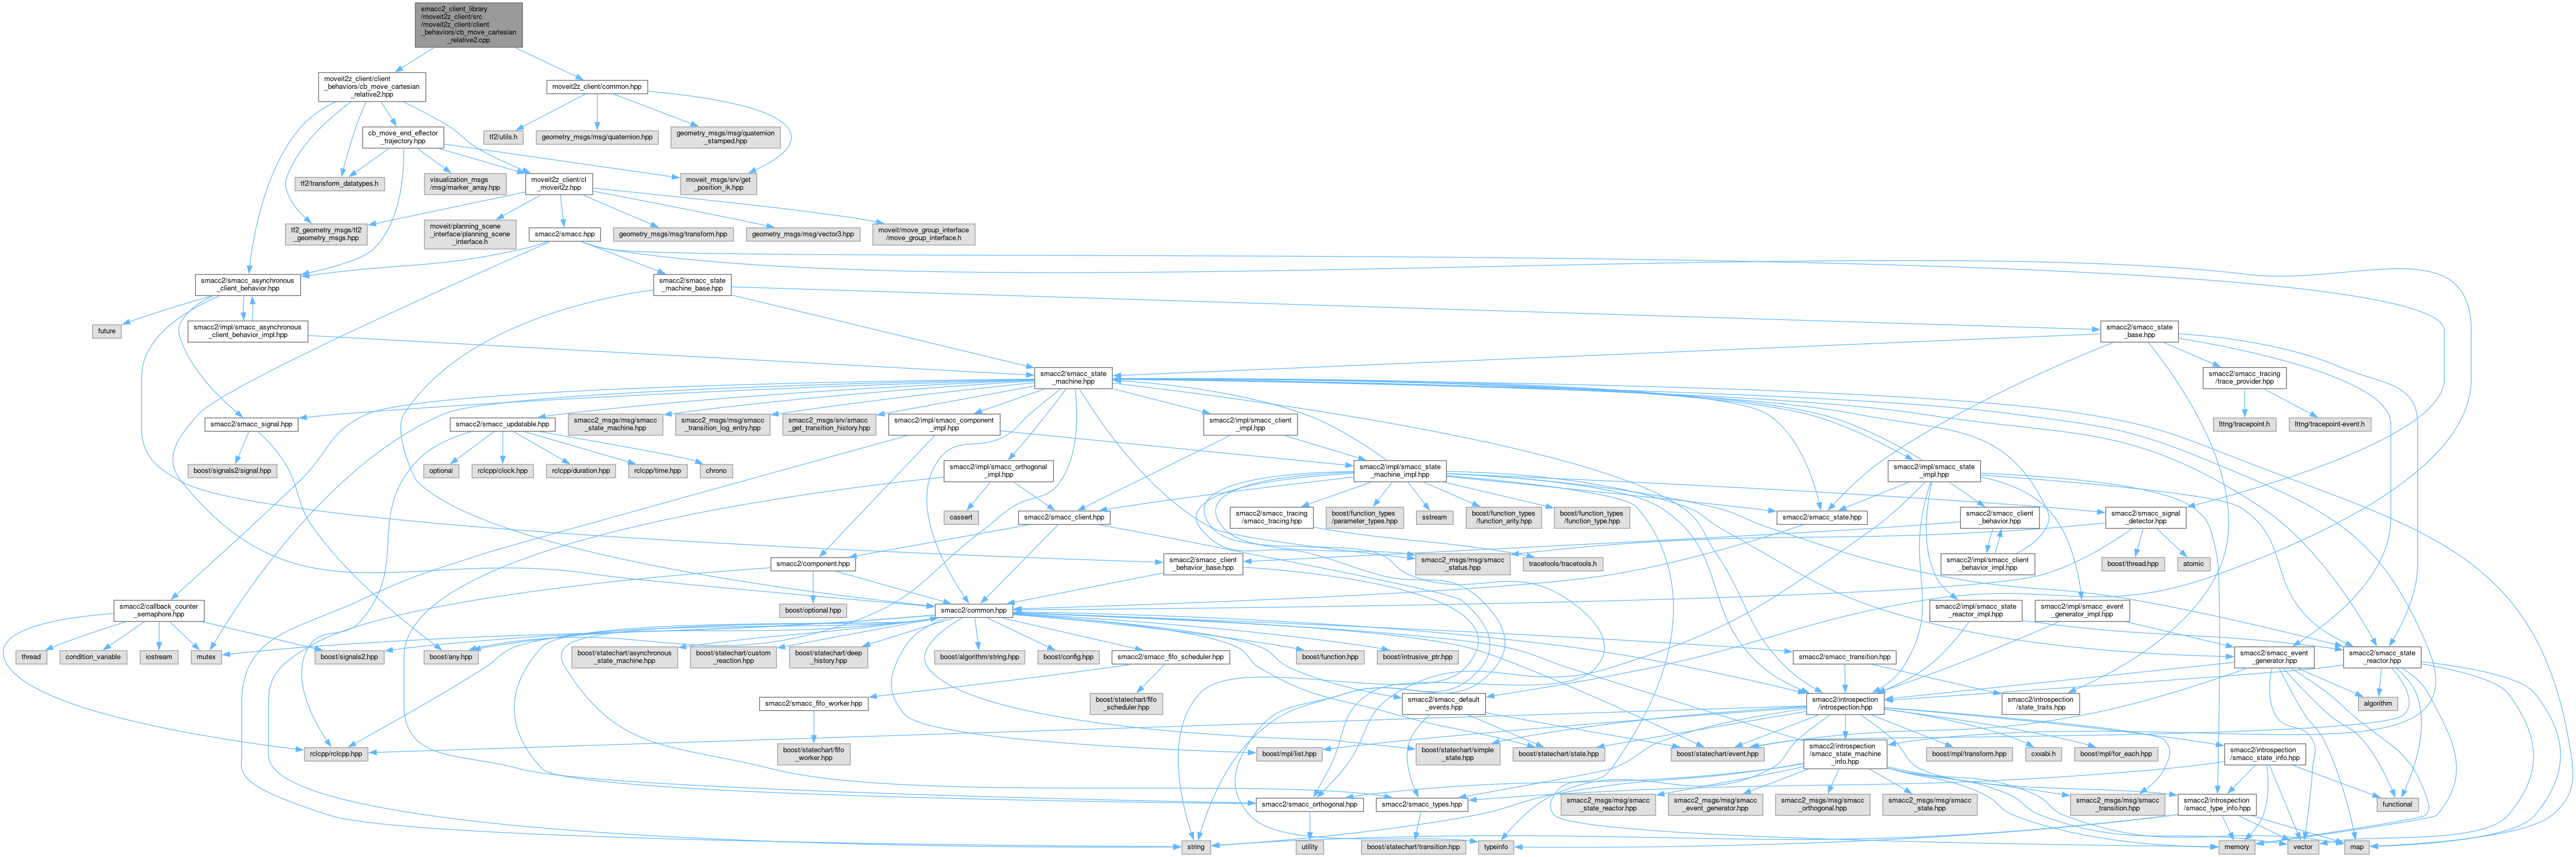 smacc2_client_library
/moveit2z_client/src
/moveit2z_client/client
_behaviors/cb_move_cartesian
_relative2.cpp
moveit2z_client/client
_behaviors/cb_move_cartesian
_relative2.hpp
moveit2z_client/common.hpp
cb_move_end_effector
_trajectory.hpp
tf2/utils.h
geometry_msgs/msg/quaternion.hpp
geometry_msgs/msg/quaternion
_stamped.hpp
tf2/transform_datatypes.h
visualization_msgs
/msg/marker_array.hpp
moveit2z_client/cl
_moveit2z.hpp
moveit_msgs/srv/get
_position_ik.hpp
tf2_geometry_msgs/tf2
_geometry_msgs.hpp
moveit/planning_scene
_interface/planning_scene
_interface.h
smacc2/smacc.hpp
geometry_msgs/msg/transform.hpp
geometry_msgs/msg/vector3.hpp
moveit/move_group_interface
/move_group_interface.h
smacc2/smacc_asynchronous
_client_behavior.hpp
smacc2/smacc_state
_machine_base.hpp
future
smacc2/impl/smacc_asynchronous
_client_behavior_impl.hpp
smacc2/smacc_state
_base.hpp
smacc2/smacc_state
_machine.hpp
smacc2/smacc_tracing
/trace_provider.hpp
smacc2/smacc_signal.hpp
smacc2/smacc_updatable.hpp
smacc2_msgs/msg/smacc
_state_machine.hpp
smacc2_msgs/msg/smacc
_transition_log_entry.hpp
smacc2_msgs/srv/smacc
_get_transition_history.hpp
smacc2/impl/smacc_component
_impl.hpp
smacc2/impl/smacc_client
_impl.hpp
lttng/tracepoint.h
lttng/tracepoint-event.h
boost/signals2/signal.hpp
optional
rclcpp/clock.hpp
rclcpp/duration.hpp
rclcpp/time.hpp
chrono
smacc2/impl/smacc_orthogonal
_impl.hpp
smacc2/impl/smacc_state
_machine_impl.hpp
smacc2/impl/smacc_state
_impl.hpp
cassert
smacc2/smacc_client.hpp
smacc2/smacc_tracing
/smacc_tracing.hpp
boost/function_types
/parameter_types.hpp
sstream
boost/function_types
/function_arity.hpp
boost/function_types
/function_type.hpp
smacc2/smacc_state.hpp
smacc2/smacc_client
_behavior.hpp
smacc2/smacc_signal
_detector.hpp
smacc2/component.hpp
smacc2/smacc_client
_behavior_base.hpp
smacc2_msgs/msg/smacc
_status.hpp
tracetools/tracetools.h
smacc2/impl/smacc_client
_behavior_impl.hpp
boost/thread.hpp
atomic
smacc2/callback_counter
_semaphore.hpp
boost/optional.hpp
smacc2/common.hpp
smacc2/impl/smacc_state
_reactor_impl.hpp
smacc2/impl/smacc_event
_generator_impl.hpp
thread
condition_variable
iostream
mutex
boost/signals2.hpp
boost/any.hpp
boost/statechart/asynchronous
_state_machine.hpp
boost/statechart/custom
_reaction.hpp
boost/statechart/deep
_history.hpp
boost/algorithm/string.hpp
boost/config.hpp
smacc2/smacc_fifo_scheduler.hpp
boost/function.hpp
boost/intrusive_ptr.hpp
smacc2/smacc_transition.hpp
smacc2/smacc_event
_generator.hpp
smacc2/smacc_state
_reactor.hpp
smacc2/smacc_fifo_worker.hpp
boost/statechart/fifo
_scheduler.hpp
smacc2/smacc_default
_events.hpp
smacc2/introspection
/introspection.hpp
smacc2/introspection
/state_traits.hpp
algorithm
rclcpp/rclcpp.hpp
boost/statechart/fifo
_worker.hpp
boost/mpl/list.hpp
boost/statechart/simple
_state.hpp
boost/statechart/state.hpp
boost/statechart/event.hpp
smacc2/introspection
/smacc_state_machine
_info.hpp
boost/mpl/transform.hpp
cxxabi.h
boost/mpl/for_each.hpp
smacc2/introspection
/smacc_state_info.hpp
smacc2/smacc_orthogonal.hpp
smacc2/smacc_types.hpp
smacc2_msgs/msg/smacc
_state_reactor.hpp
smacc2_msgs/msg/smacc
_event_generator.hpp
smacc2_msgs/msg/smacc
_orthogonal.hpp
smacc2_msgs/msg/smacc
_state.hpp
smacc2_msgs/msg/smacc
_transition.hpp
smacc2/introspection
/smacc_type_info.hpp
functional
string
utility
boost/statechart/transition.hpp
typeinfo
memory
vector
map